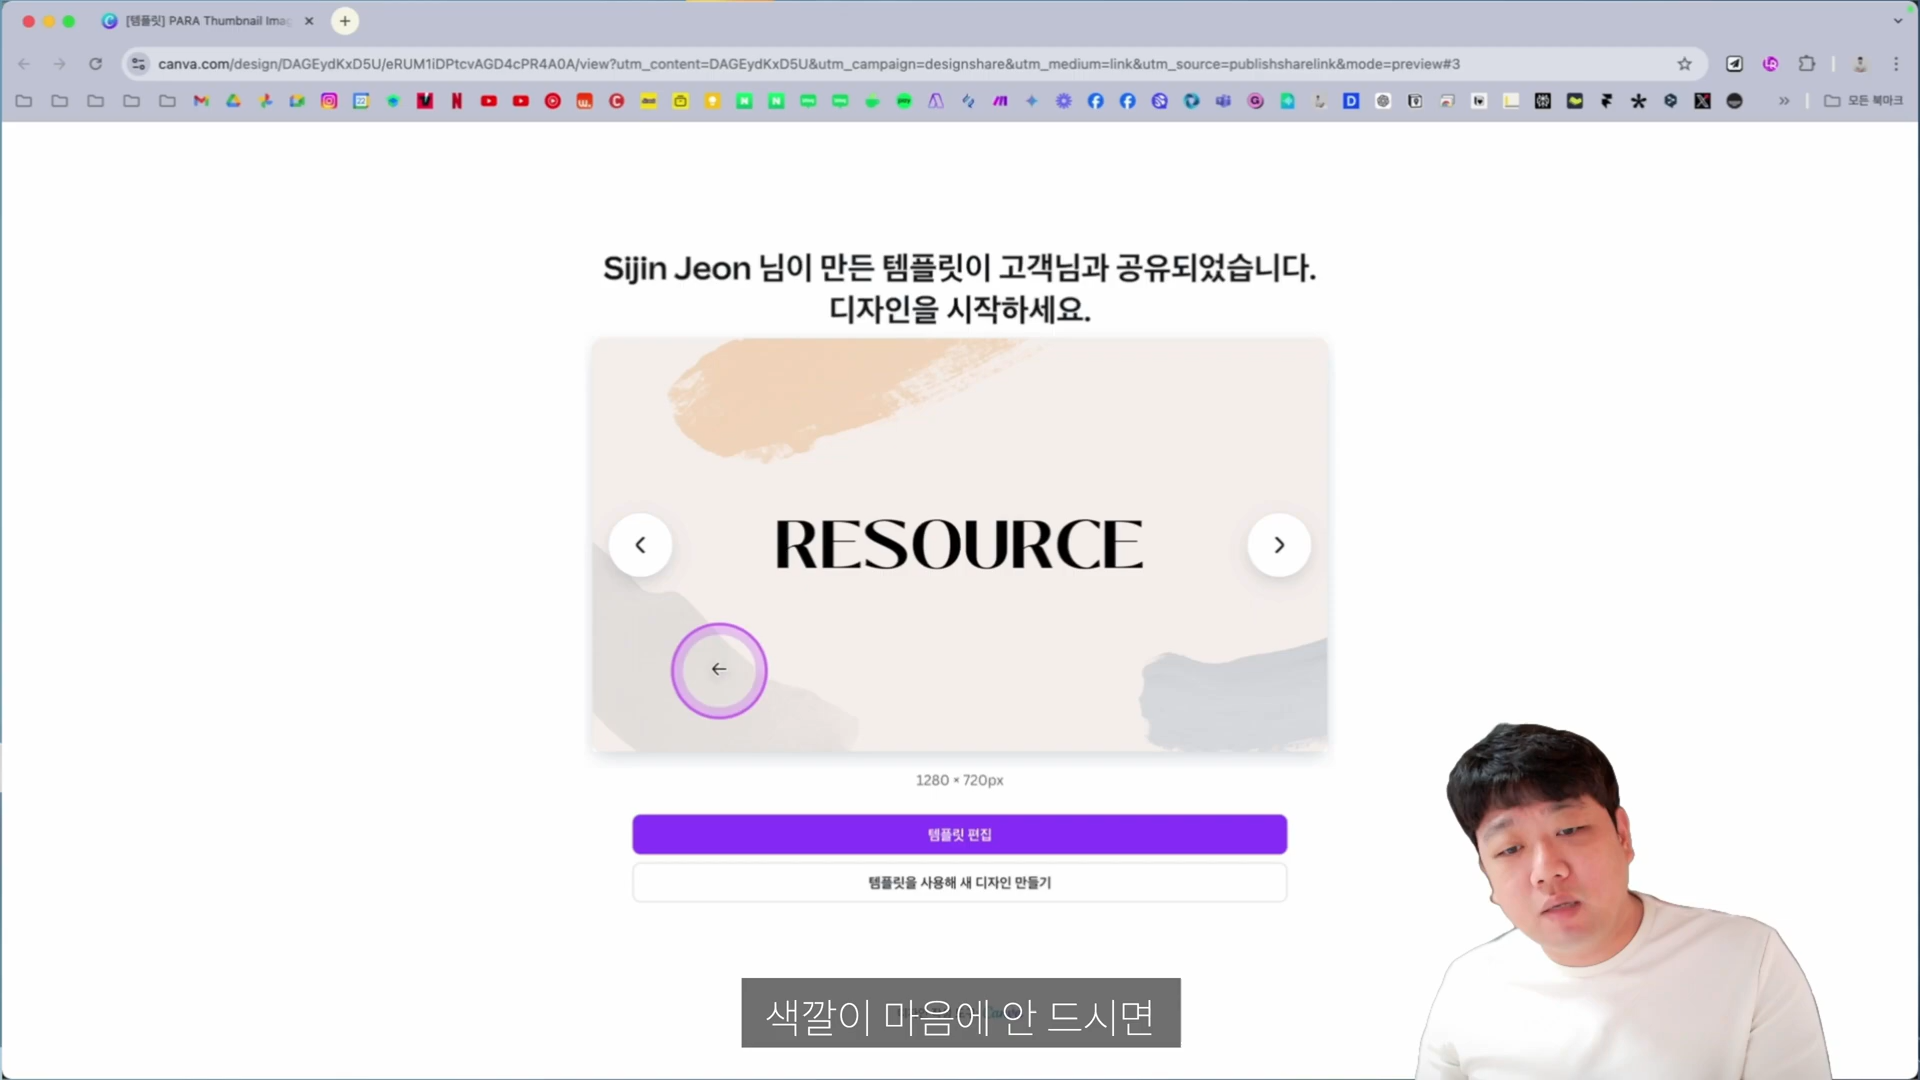 [템플릿] PARA Thumbnail Imag
canva.com/design/DAGEydKxD5U/eRUM1iDPtcvAGD4cPR4A0A/view?utm_content=DAGEydKxD5U&utm_campaign=designshare&utm_medium=link&utm_source=publishsharelink&mode=preview#3
모든 북마크
Sijin Jeon 님이 만든 템플릿이 고객님과 공유되었습니다.
디자인을 시작하세요.
RESOURCE
1280 × 720px
템플릿 편집
템플릿을 사용해 새 디자인 만들기
색깔이 마음에 안 드시면